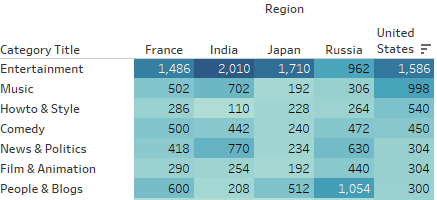 Region
Category Title France India Japan Russia United States
Entertainment 1,486 2,010 1,710 962 1,586
Music 502 702 192 306 998
Howto & Style 286 110 228 264 540
Comedy 500 442 240 472 450
News & Politics 418 770 234 630 304
Film & Animation 290 254 192 440 304
People & Blogs 600 208 512 1,054 300